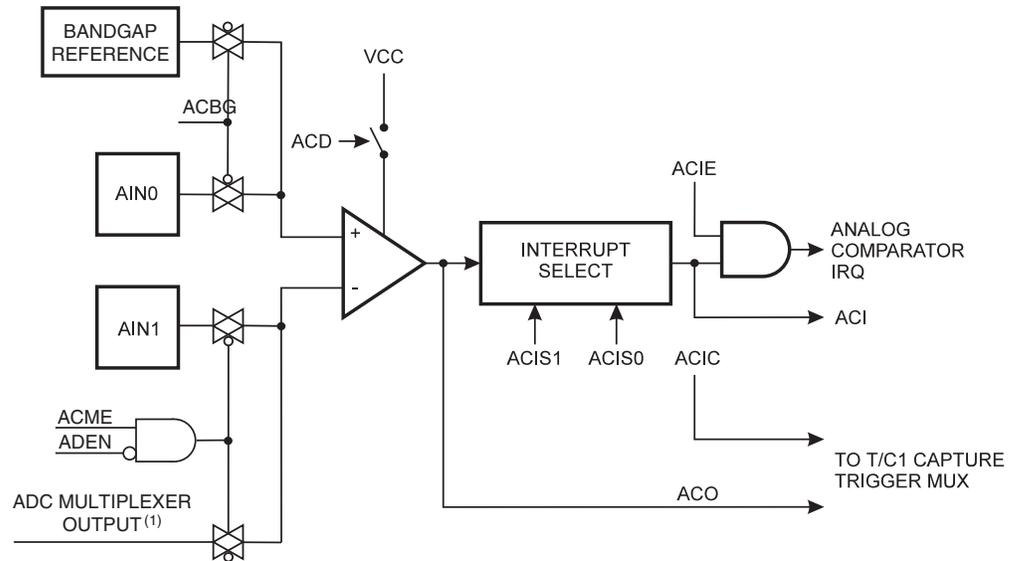 BANDGAP
REFERENCE
VCC
ACBG
ACD
AIN0
ACIE
+
INTERRUPT
SELECT
ANALOG
COMPARATOR
IRQ
-
AIN1
ACI
ACIS1
ACIS0
ACIC
ACME
ADEN
TO T/C1 CAPTURE
TRIGGER MUX
ADC MULTIPLEXER
OUTPUT(1)
ACO